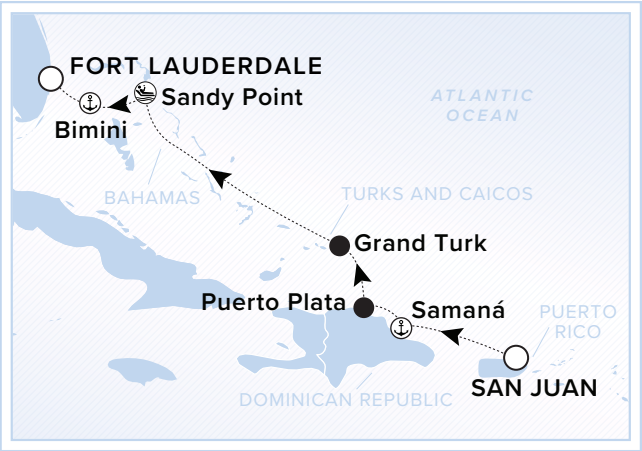 FORT LAUDERDALE
Sandy Point
Bimini
ATLANTIC
OCEAN
BAHAMAS
TURKS AND CAICOS
Grand Turk
Puerto Plata
Samaná
PUERTO
RICO
SAN JUAN
DOMINICAN REPUBLIC